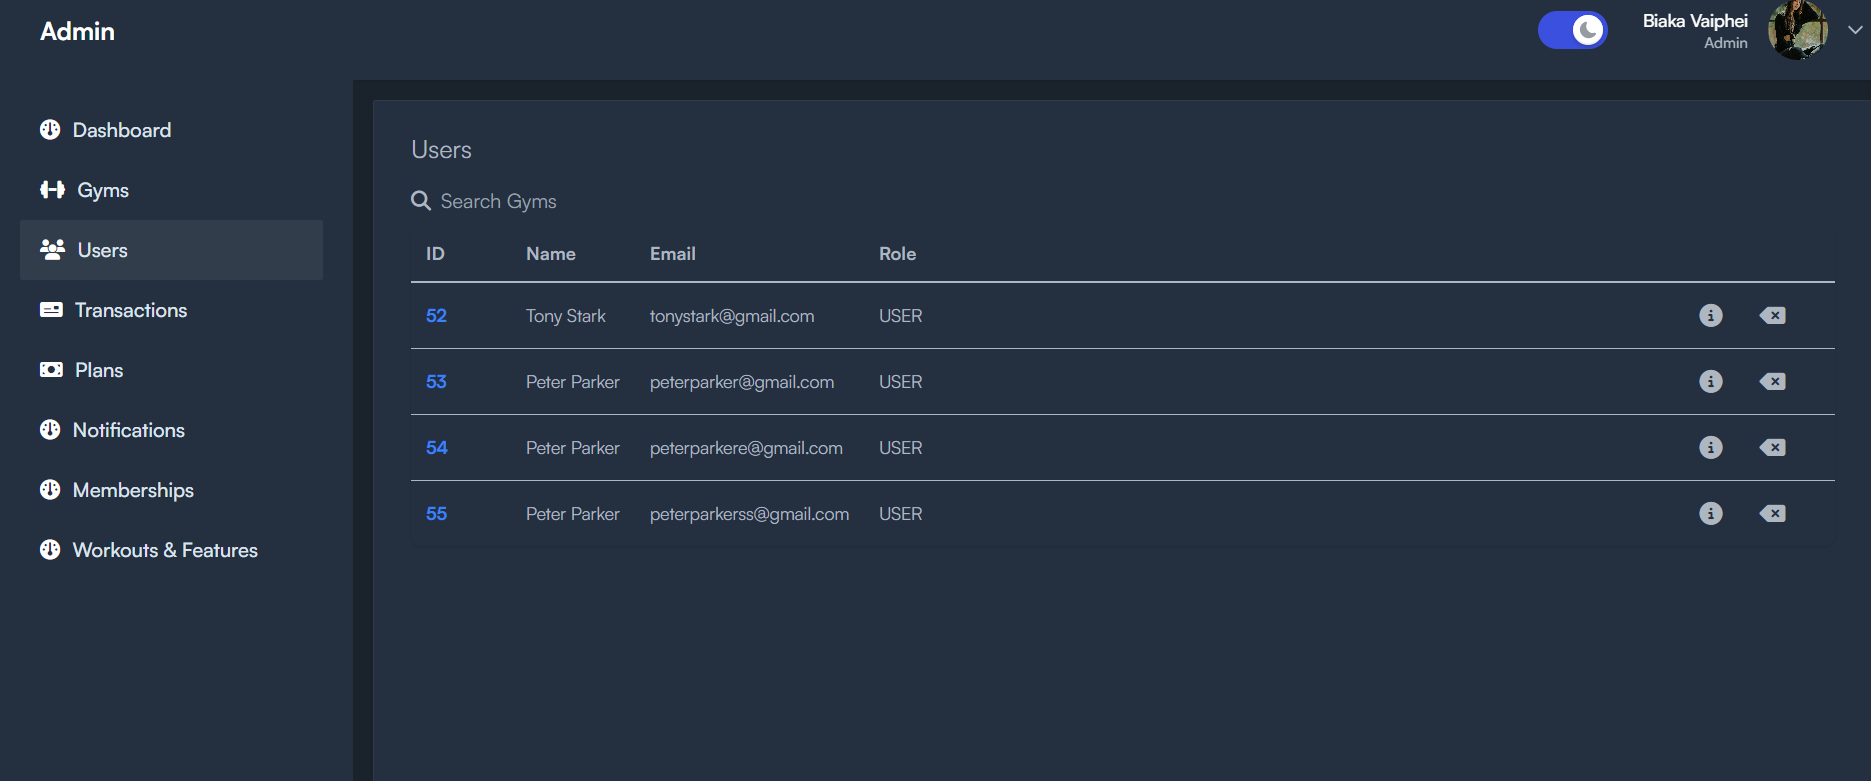 Admin
Biaka Vaiphei
Admin
Dashboard
Gyms
Users
Transactions
Plans
Notifications
Memberships
Workouts & Features
Users
Search Gyms
ID Name Email Role
52 Tony Stark tonystark@gmail.com USER
53 Peter Parker peterparker@gmail.com USER
54 Peter Parker peterparkere@gmail.com USER
55 Peter Parker peterparkerss@gmail.com USER